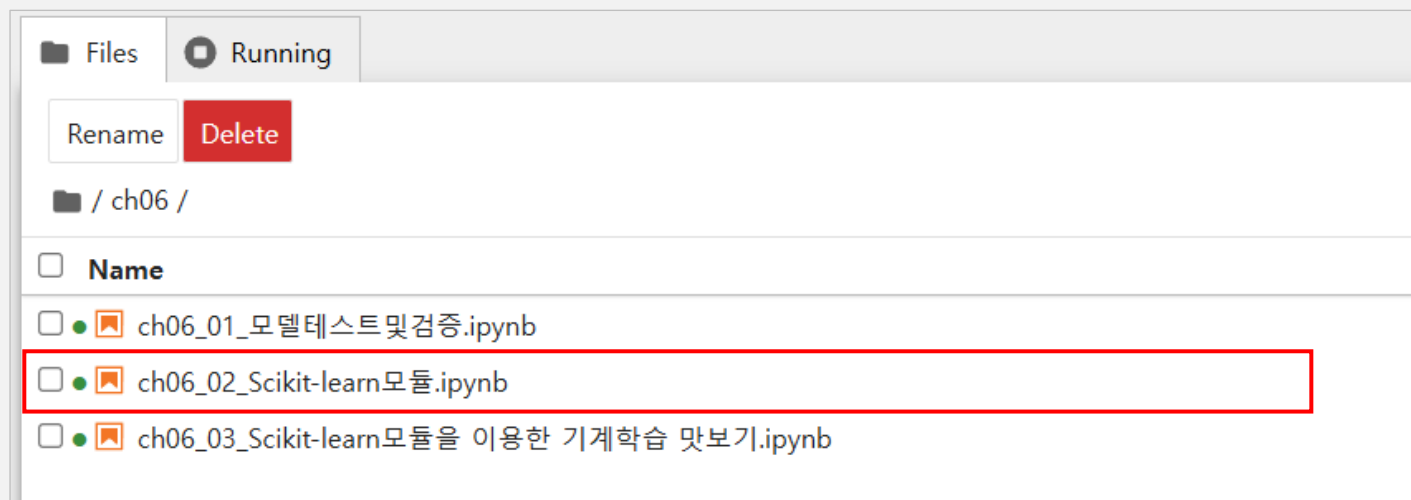 Files Running
Rename Delete
/ ch06 /
Name
ch06_01_모델테스트및검증.ipynb
ch06_02_Scikit-learn모듈.ipynb
ch06_03_Scikit-learn모듈을 이용한 기계학습 맛보기.ipynb